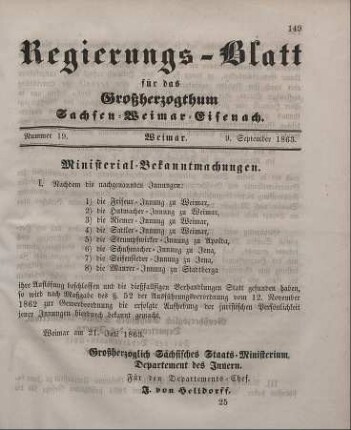 149
Regierungs-Blatt
für das
Großherzogthum
Sachsen-Weimar-Eisenach.
Nummer 19. Weimar. 9. September 1863.
Ministerial-Bekanntmachungen.
I. Nachdem die nachgenannten Innungen:
1) die Friseur-Innung zu Weimar,
2) die Hutmacher-Innung zu Weimar,
3) die Riemer-Innung zu Weimar,
4) die Sattler-Innung zu Weimar,
5) die Strumpfwirker-Innung zu Apolda,
6) die Schuhmacher-Innung zu Jena,
7) die Seifensieder-Innung zu Jena,
8) die Maurer-Innung zu
ihre Auflösung beschlossen und die dießfallsigen Verhandlungen Statt gefunden haben,
so wird nach Maßgabe des § 52 der Ausführungsverordnung vom 12. November
1862 zur Gewerbeordnung die erfolgte Aufhebung der juristischen Persönlichkeit
jener Innungen hierdurch bekannt gemacht.
Weimar am 21. Juli 1863.
Großherzoglich Sächsisches Staats-Ministerium,
Departement des Innern.
Für den Departements-Chef.
J. von Helldorff.
25